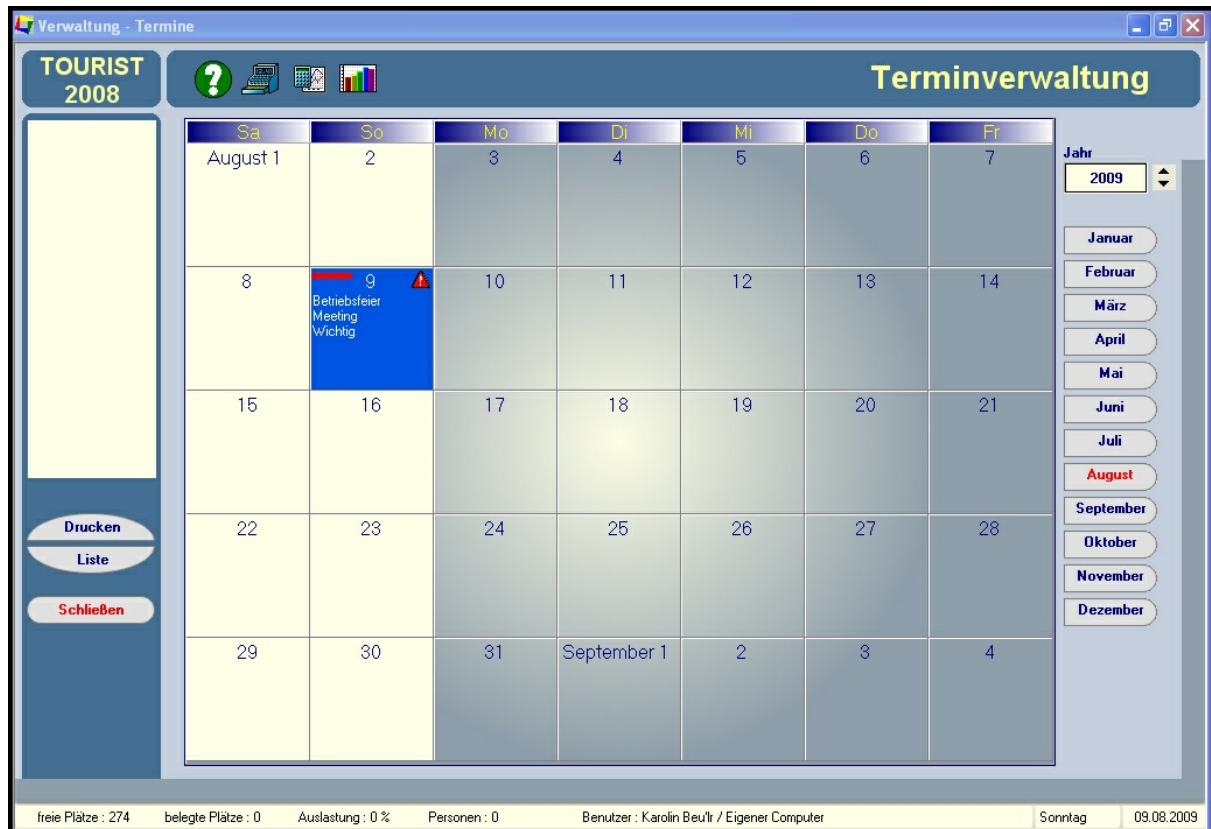 Verwaltung - Termine
TOURIST
2008
Terminverwaltung
Sa So Mo Di Mi Do Fr
August 1 2 3 4 5 6 7
8 9 10 11 12 13 14
Betriebsfeier
Meeting
Wichtig
15 16 17 18 19 20 21
22 23 24 25 26 27 28
29 30 31 September 1 2 3 4
Jahr
2009
Januar
Februar
März
April
Mai
Juni
Juli
August
September
Oktober
November
Dezember
Drucken
Liste
Schließen
freie Plätze : 274 belegte Plätze : 0 Auslastung : 0 % Personen : 0 Benutzer : Karolin Beu'lr / Eigener Computer Sonntag 09.08.2009